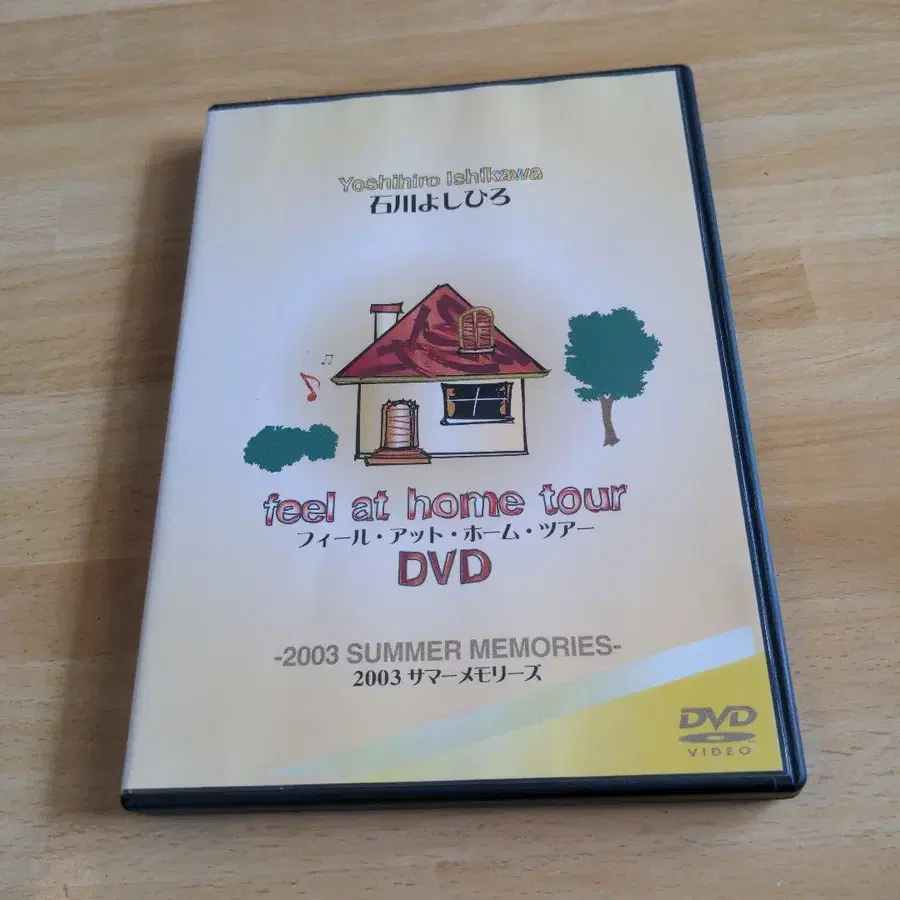 Yoshihiro Ishikawa
石川よしひろ
feel at home tour
フィール・アット・ホーム・ツアー
DVD
-2003 SUMMER MEMORIES-
2003 サマーメモリーズ
DVD
VIDEO